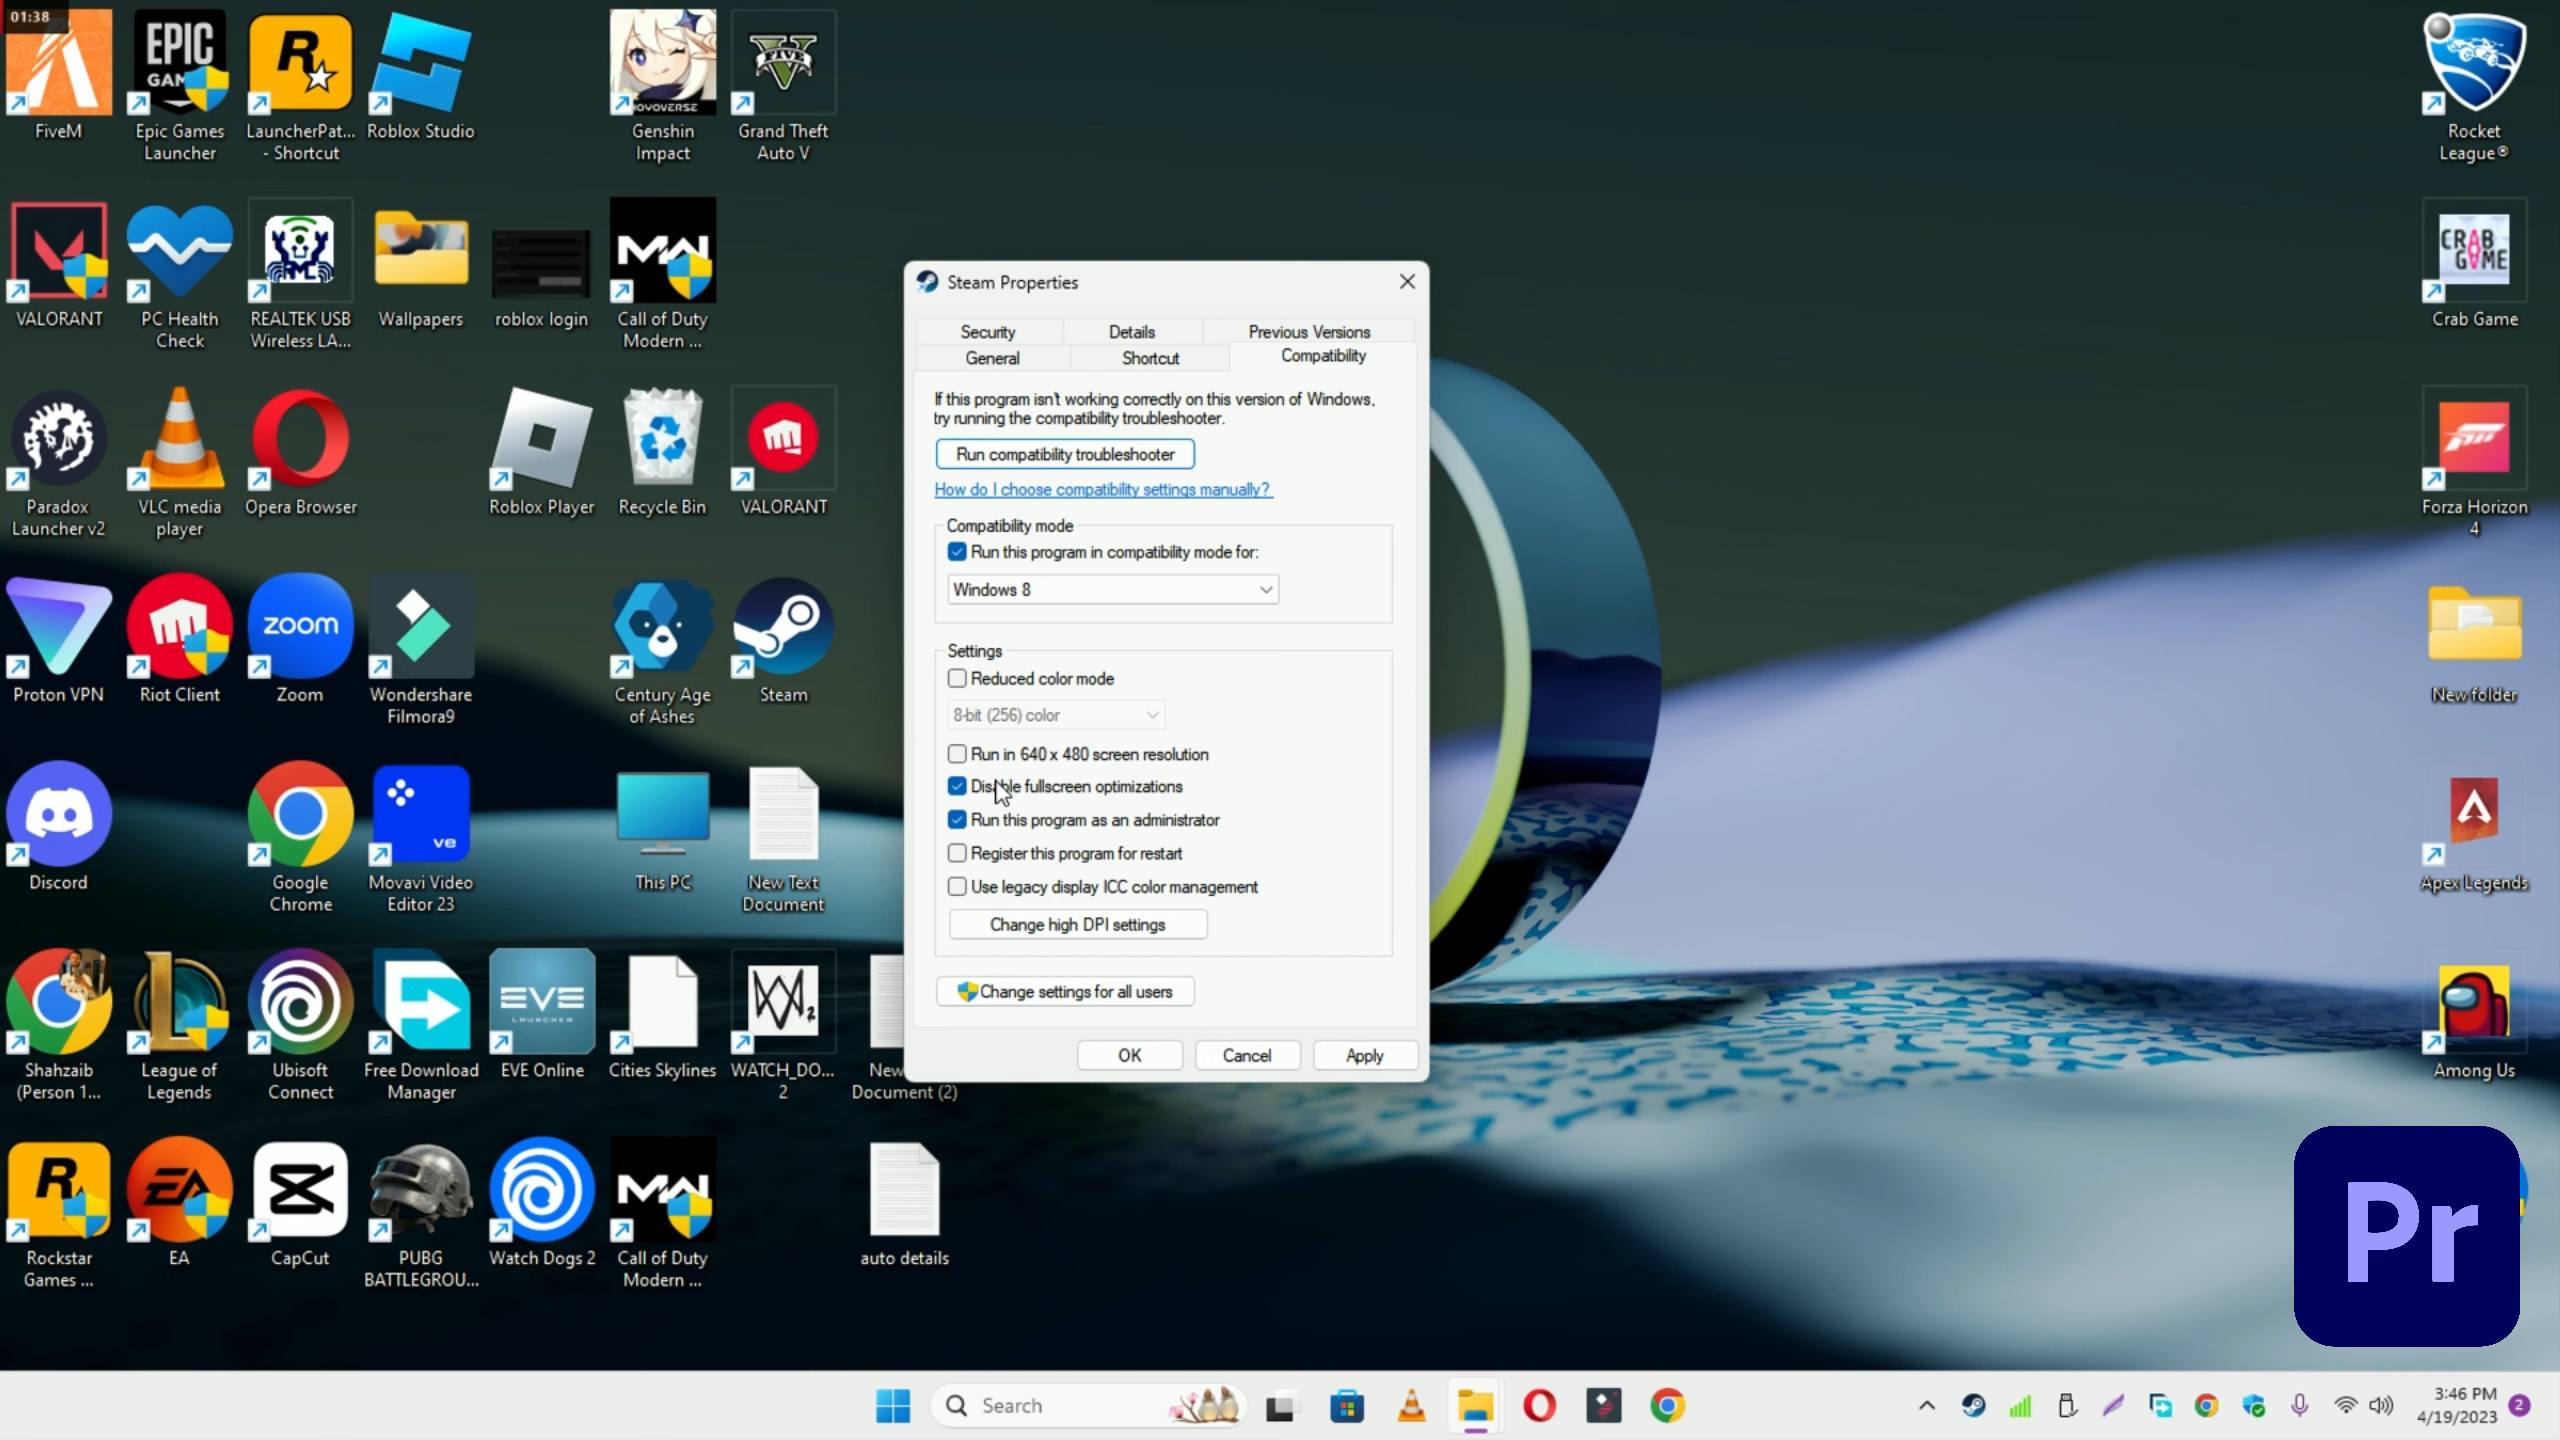 01:38
EPIC
GAM
HOYOVERSE
FIVE
FiveM
Epic Games
Launcher
LauncherPat...
- Shortcut
Roblox Studio
Genshin
Impact
Grand Theft
Auto V
Rocket
League®
CRAB
GAME
VALORANT
PC Health
Check
REALTEK USB
Wireless LA...
Wallpapers
roblox login
Call of Duty
Modern ...
Crab Game
Paradox
Launcher v2
VLC media
player
Opera Browser
Roblox Player
Recycle Bin
VALORANT
Forza Horizon
4
zoom
Proton VPN
Riot Client
Zoom
Wondershare
Filmora9
Century Age
of Ashes
Steam
New folder
ve
Discord
Google
Chrome
Movavi Video
Editor 23
This PC
New Text
Document
Apex Legends
EVE
LAUNCHER
Shahzaib
(Person 1...
League of
Legends
Ubisoft
Connect
Free Download
Manager
EVE Online
Cities Skylines
WATCH_DO...
2
New
Document (2)
Among Us
R
EA
Rockstar
Games ...
EA
CapCut
PUBG
BATTLEGROU...
Watch Dogs 2
Call of Duty
Modern ...
auto details
Steam Properties
Security
Details
Previous Versions
General
Shortcut
Compatibility
If this program isn't working correctly on this version of Windows,
try running the compatibility troubleshooter.
Run compatibility troubleshooter
How do I choose compatibility settings manually?
Compatibility mode
Run this program in compatibility mode for:
Windows 8
Settings
Reduced color mode
8-bit (256) color
Run in 640 x 480 screen resolution
Disable fullscreen optimizations
Run this program as an administrator
Register this program for restart
Use legacy display ICC color management
Change high DPI settings
Change settings for all users
OK
Cancel
Apply
Pr
Search
3:46 PM
4/19/2023
2